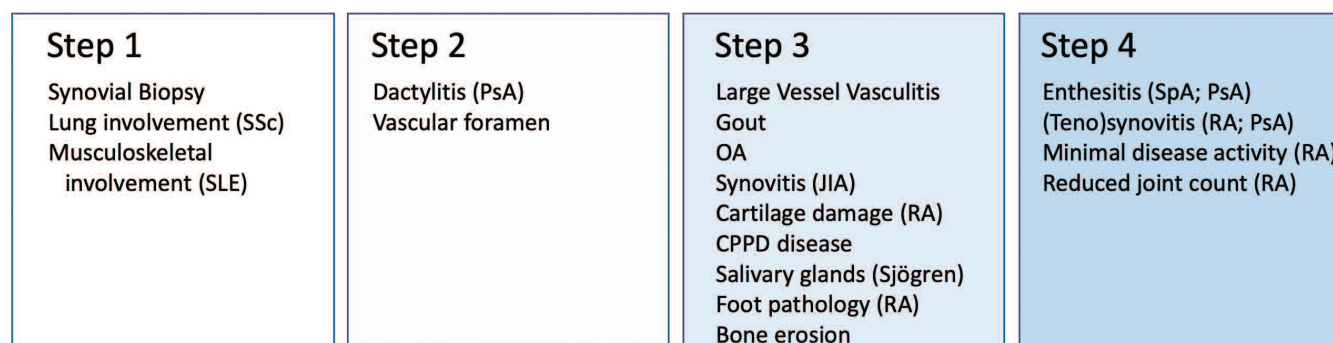 Step 1
Synovial Biopsy
Lung involvement (SSc)
Musculoskeletal
involvement (SLE)
Step 2
Dactylitis (PsA)
Vascular foramen
Step 3
Large Vessel Vasculitis
Gout
OA
Synovitis (JIA)
Cartilage damage (RA)
CPPD disease
Salivary glands (Sjögren)
Foot pathology (RA)
Bone erosion
Step 4
Enthesitis (SpA; PsA)
(Teno)synovitis (RA; PsA)
Minimal disease activity (RA)
Reduced joint count (RA)